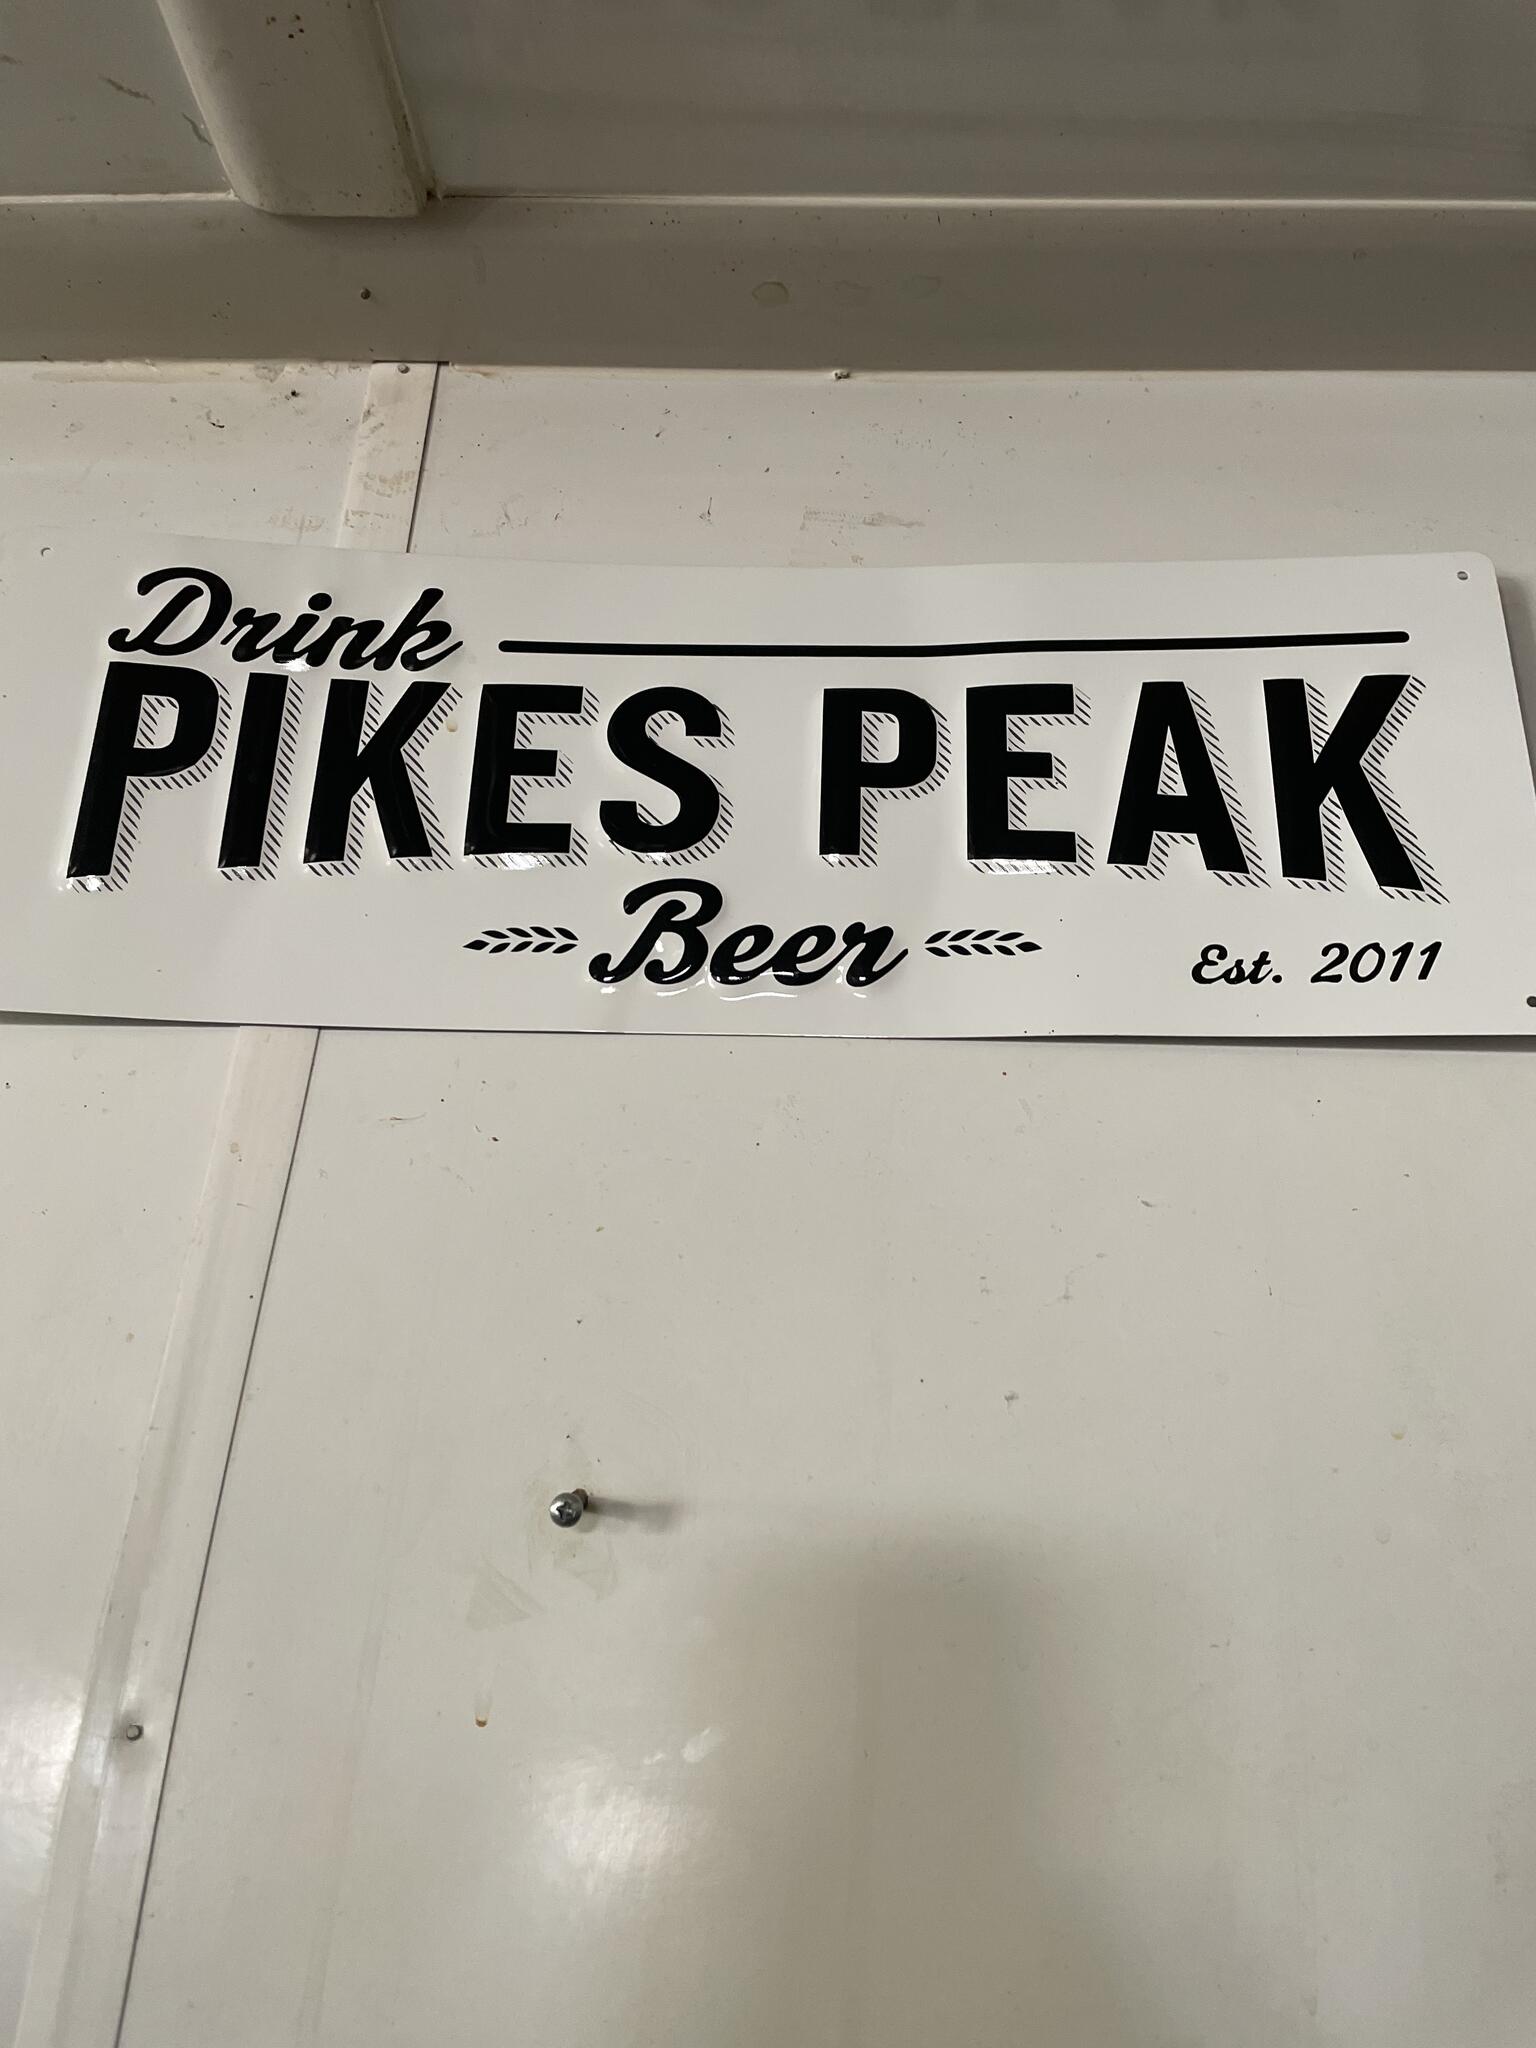 Drink
PIKES PEAK
Beer
Est. 2011